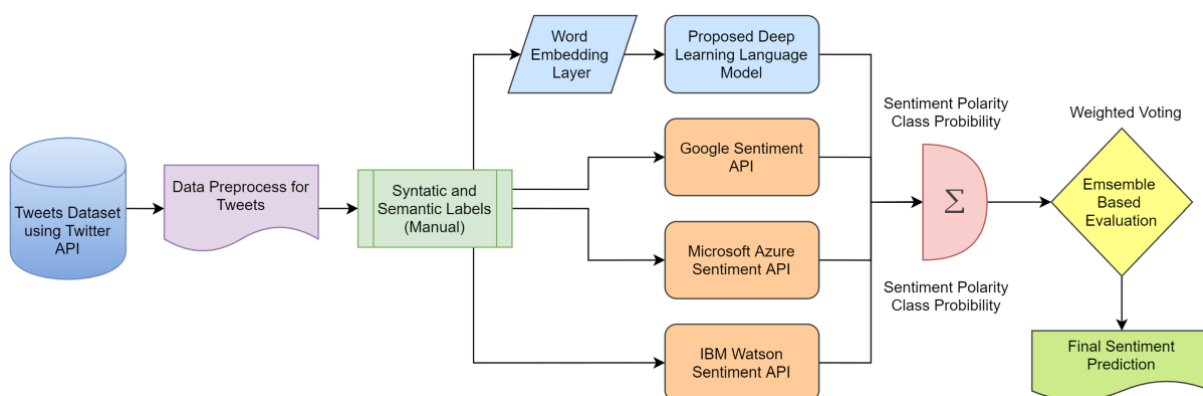 Tweets Dataset
using Twitter
API
Data Preprocess for
Tweets
Syntatic and
Semantic Labels
(Manual)
Word
Embedding
Layer
Proposed Deep
Learning Language
Model
Google Sentiment
API
Microsoft Azure
Sentiment API
IBM Watson
Sentiment API
Sentiment Polarity
Class Probibility
Σ
Sentiment Polarity
Class Probibility
Weighted Voting
Emsemble
Based
Evaluation
Final Sentiment
Prediction